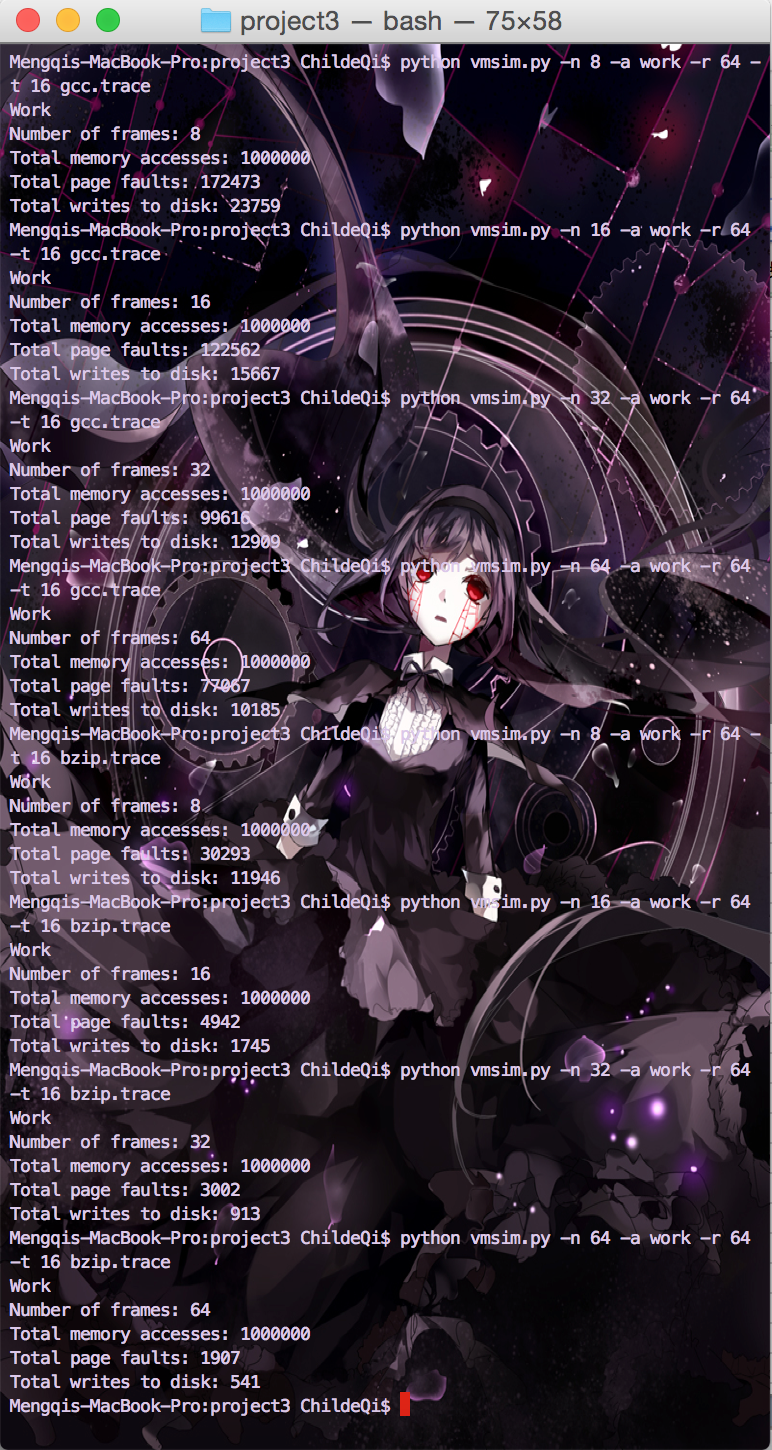 project3 — bash — 75×58
Mengqis-MacBook-Pro:project3 ChildeQi$ python vmsim.py -n 8 -a work -r 64 -
t 16 gcc.trace
Work
Number of frames: 8
Total memory accesses: 1000000
Total page faults: 172473
Total writes to disk: 23759
Mengqis-MacBook-Pro:project3 ChildeQi$ python vmsim.py -n 16 -a work -r 64
-t 16 gcc.trace
Work
Number of frames: 16
Total memory accesses: 1000000
Total page faults: 122562
Total writes to disk: 15667
Mengqis-MacBook-Pro:project3 ChildeQi$ python vmsim.py -n 32 -a work -r 64
-t 16 gcc.trace
Work
Number of frames: 32
Total memory accesses: 1000000
Total page faults: 99616
Total writes to disk: 12909
Mengqis-MacBook-Pro:project3 ChildeQi$ python vmsim.py -n 64 -a work -r 64
-t 16 gcc.trace
Work
Number of frames: 64
Total memory accesses: 1000000
Total page faults: 77067
Total writes to disk: 10185
Mengqis-MacBook-Pro:project3 ChildeQi$ python vmsim.py -n 8 -a work -r 64 -
t 16 bzip.trace
Work
Number of frames: 8
Total memory accesses: 1000000
Total page faults: 30293
Total writes to disk: 11946
Mengqis-MacBook-Pro:project3 ChildeQi$ python vmsim.py -n 16 -a work -r 64
-t 16 bzip.trace
Work
Number of frames: 16
Total memory accesses: 1000000
Total page faults: 4942
Total writes to disk: 1745
Mengqis-MacBook-Pro:project3 ChildeQi$ python vmsim.py -n 32 -a work -r 64
-t 16 bzip.trace
Work
Number of frames: 32
Total memory accesses: 1000000
Total page faults: 3002
Total writes to disk: 913
Mengqis-MacBook-Pro:project3 ChildeQi$ python vmsim.py -n 64 -a work -r 64
-t 16 bzip.trace
Work
Number of frames: 64
Total memory accesses: 1000000
Total page faults: 1907
Total writes to disk: 541
Mengqis-MacBook-Pro:project3 ChildeQi$